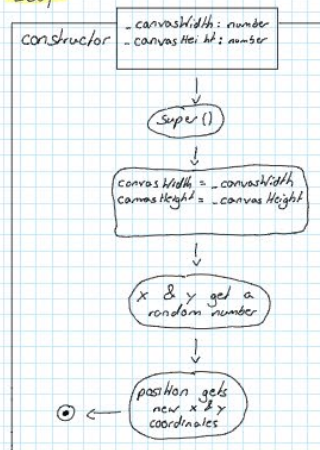 constructor
_canvasWidth: number
_canvasHeight: number
super()
canvasWidth = _canvasWidth
canvasHeight = _canvasHeight
x & y get a
random number
position gets
new x & y
coordinates